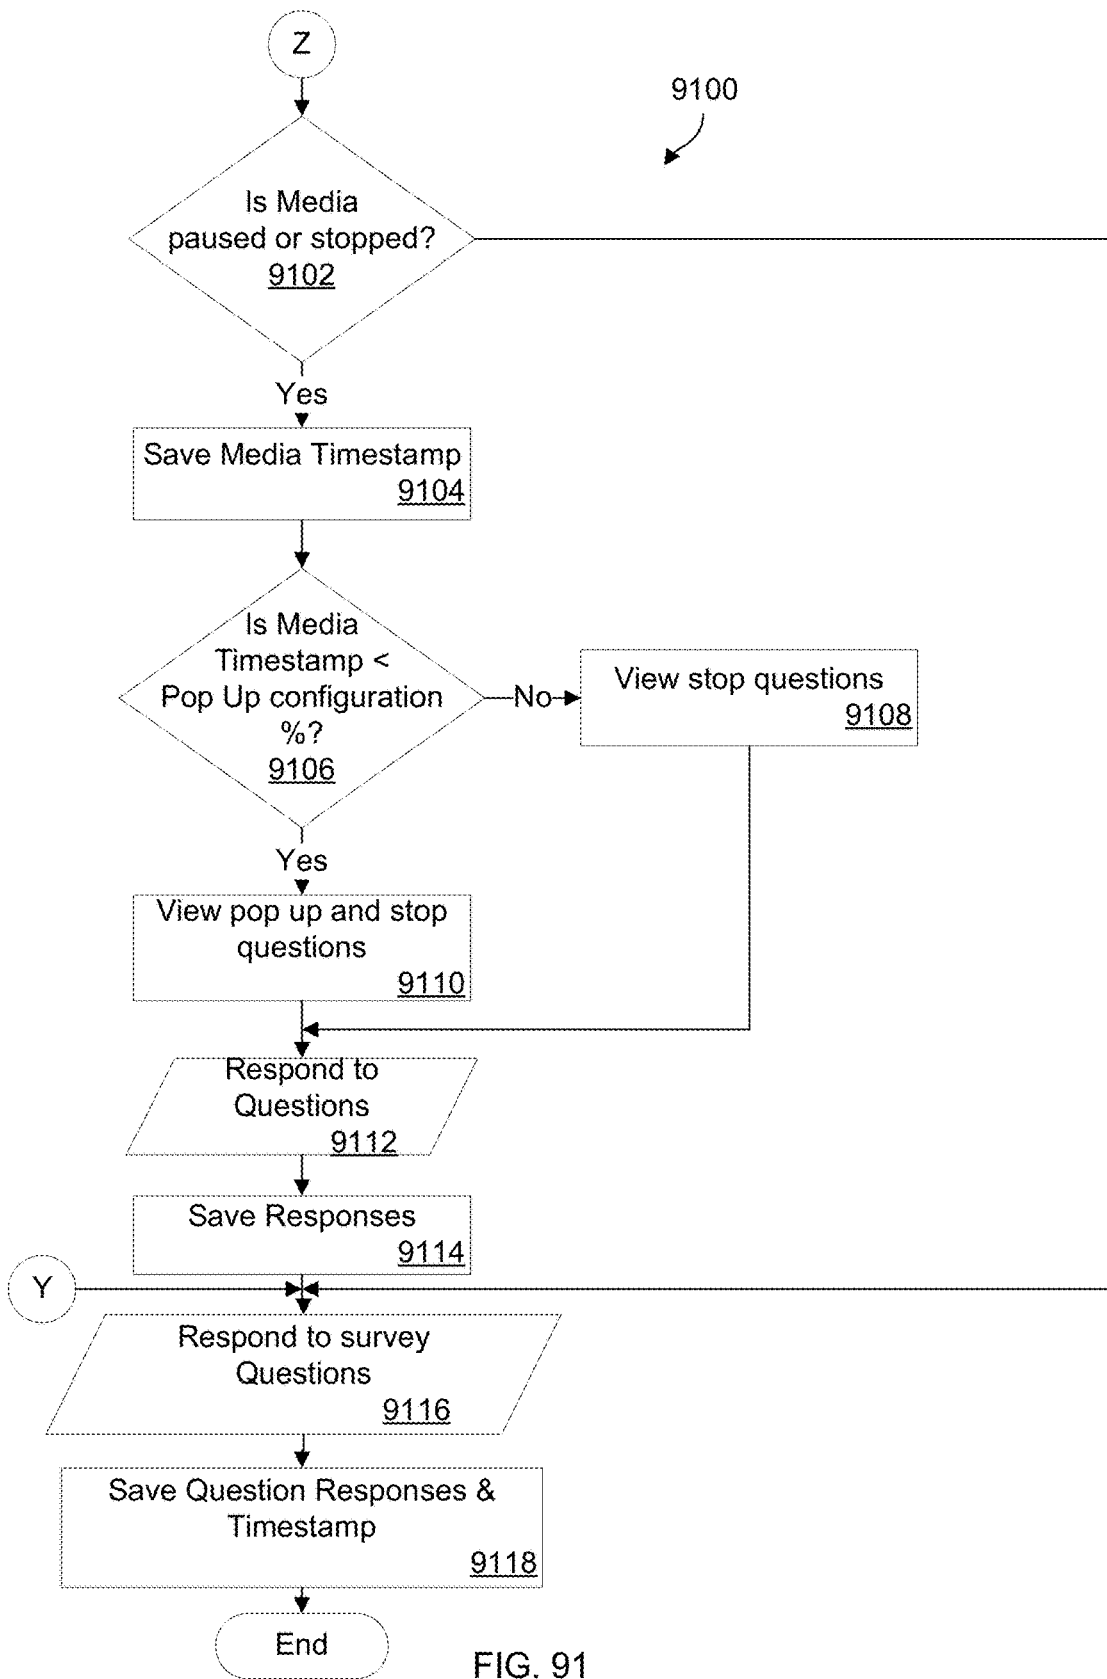 Z
9100
Is Media
paused or stopped?
9102
Yes
Save Media Timestamp
9104
Is Media
Timestamp <
Pop Up configuration
%?
9106
No
View stop questions
9108
Yes
View pop up and stop
questions
9110
Respond to
Questions
9112
Save Responses
9114
Y
Respond to survey
Questions
9116
Save Question Responses &
Timestamp
9118
End
FIG. 91